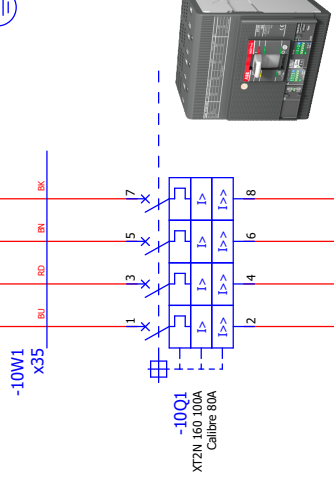 -10W1
x35
BU
RD
BN
BK
1
3
5
7
I>
I>
I>
I>
I>>
I>>
I>>
I>>
2
4
6
8
-10Q1
XT2N 160 100A
Calibre 80A
ABB